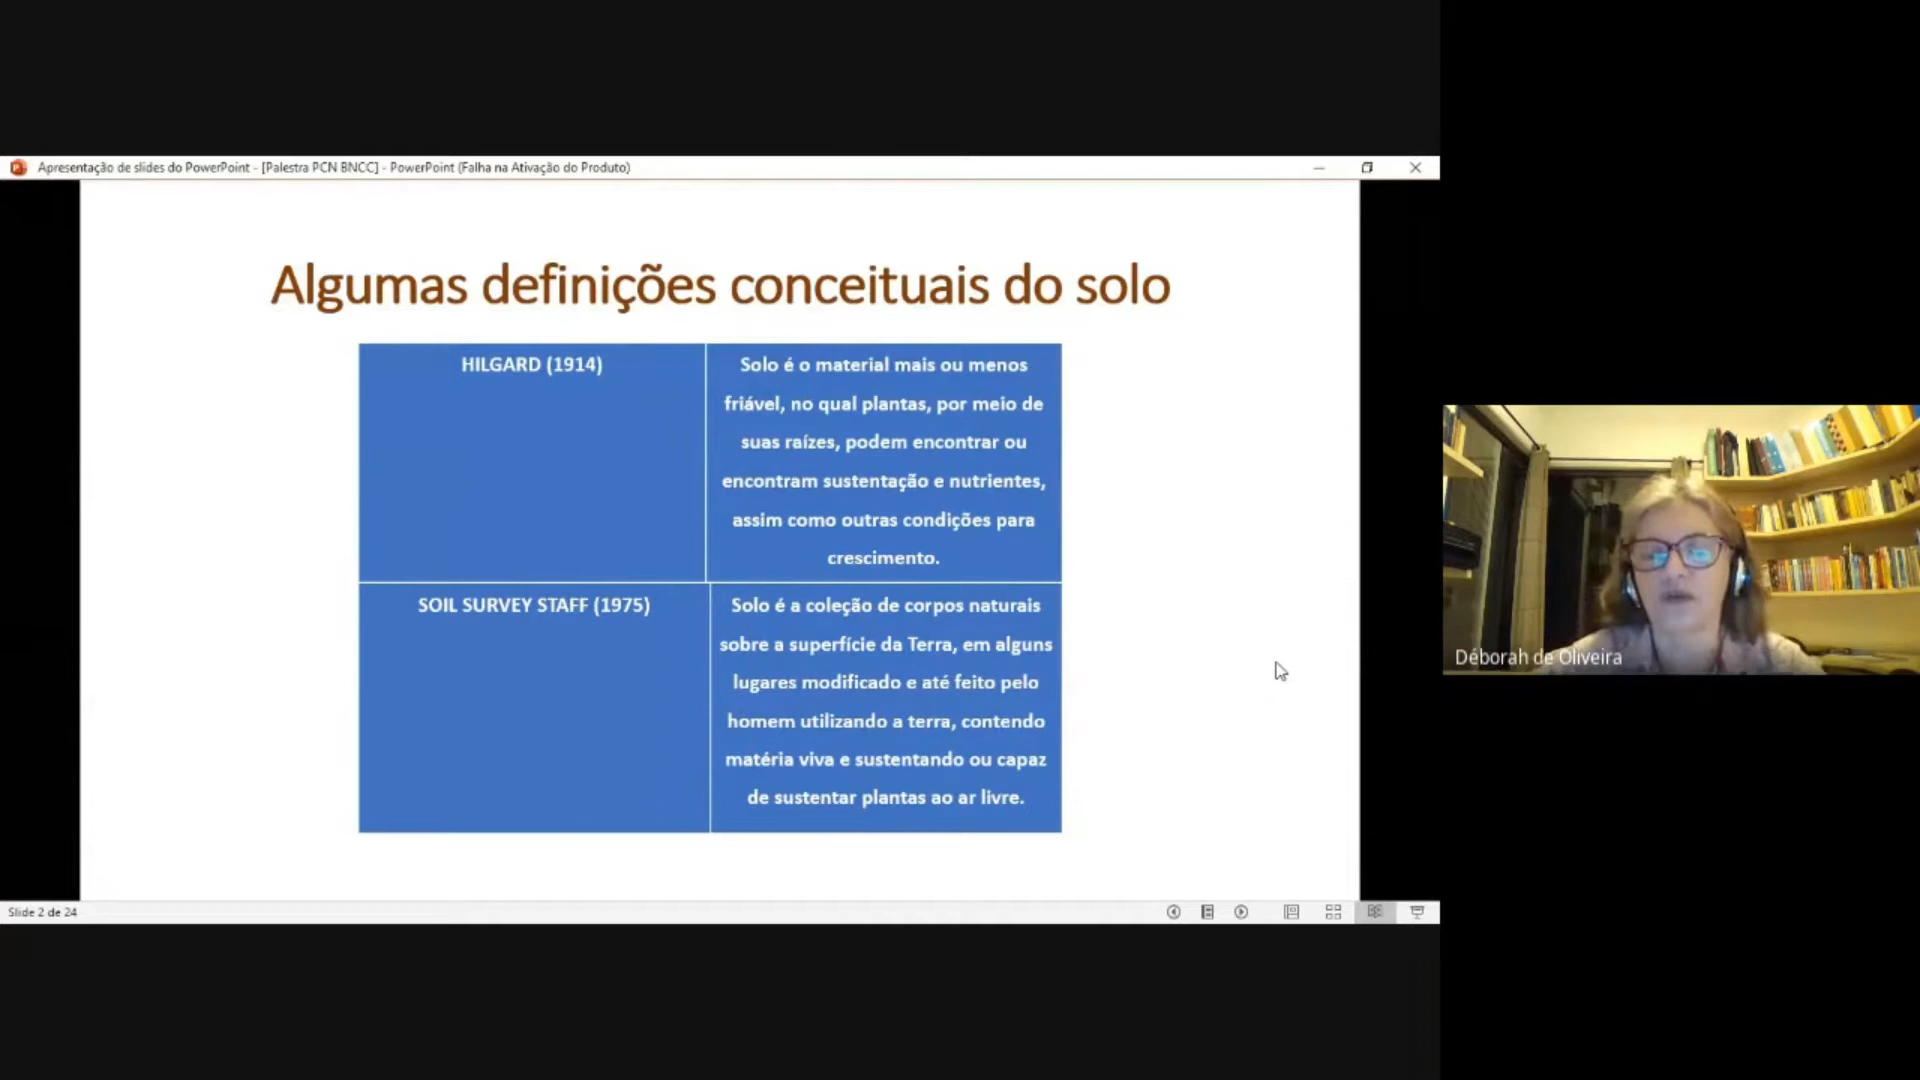 Apresentação de slides do PowerPoint - [Palestra PCN BNCC] - PowerPoint (Falha na Ativação do Produto)
Algumas definições conceituais do solo
HILGARD (1914)
Solo é o material mais ou menos
friável, no qual plantas, por meio de
suas raízes, podem encontrar ou
encontram sustentação e nutrientes,
assim como outras condições para
crescimento.
SOIL SURVEY STAFF (1975)
Solo é a coleção de corpos naturais
sobre a superfície da Terra, em alguns
lugares modificado e até feito pelo
homem utilizando a terra, contendo
matéria viva e sustentando ou capaz
de sustentar plantas ao ar livre.
Déborah de Oliveira
Slide 2 de 24